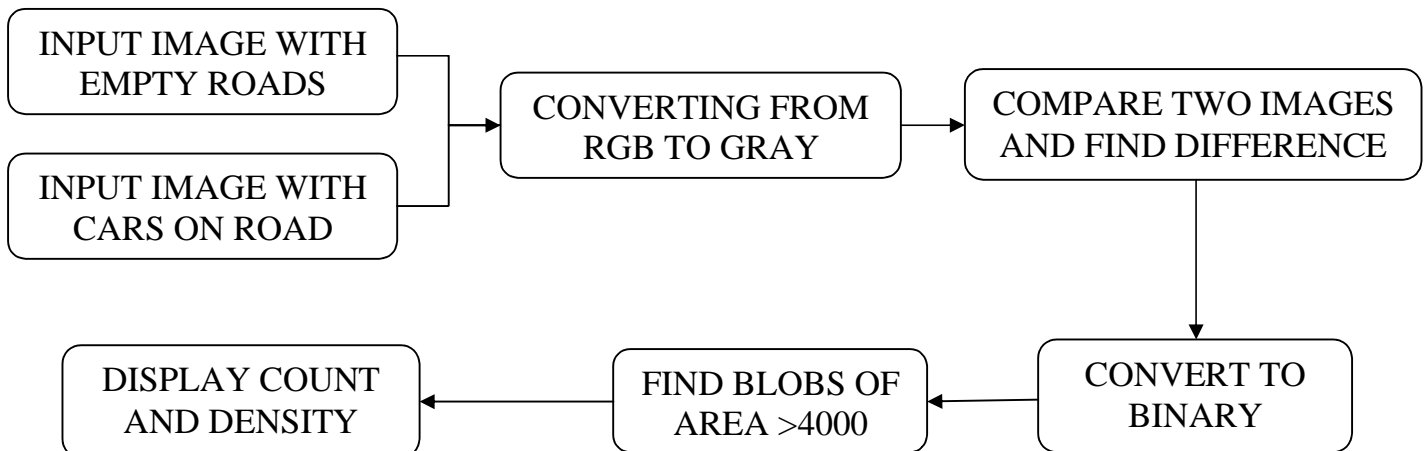 INPUT IMAGE WITH
EMPTY ROADS
INPUT IMAGE WITH
CARS ON ROAD
CONVERTING FROM
RGB TO GRAY
COMPARE TWO IMAGES
AND FIND DIFFERENCE
CONVERT TO
BINARY
FIND BLOBS OF
AREA >4000
DISPLAY COUNT
AND DENSITY